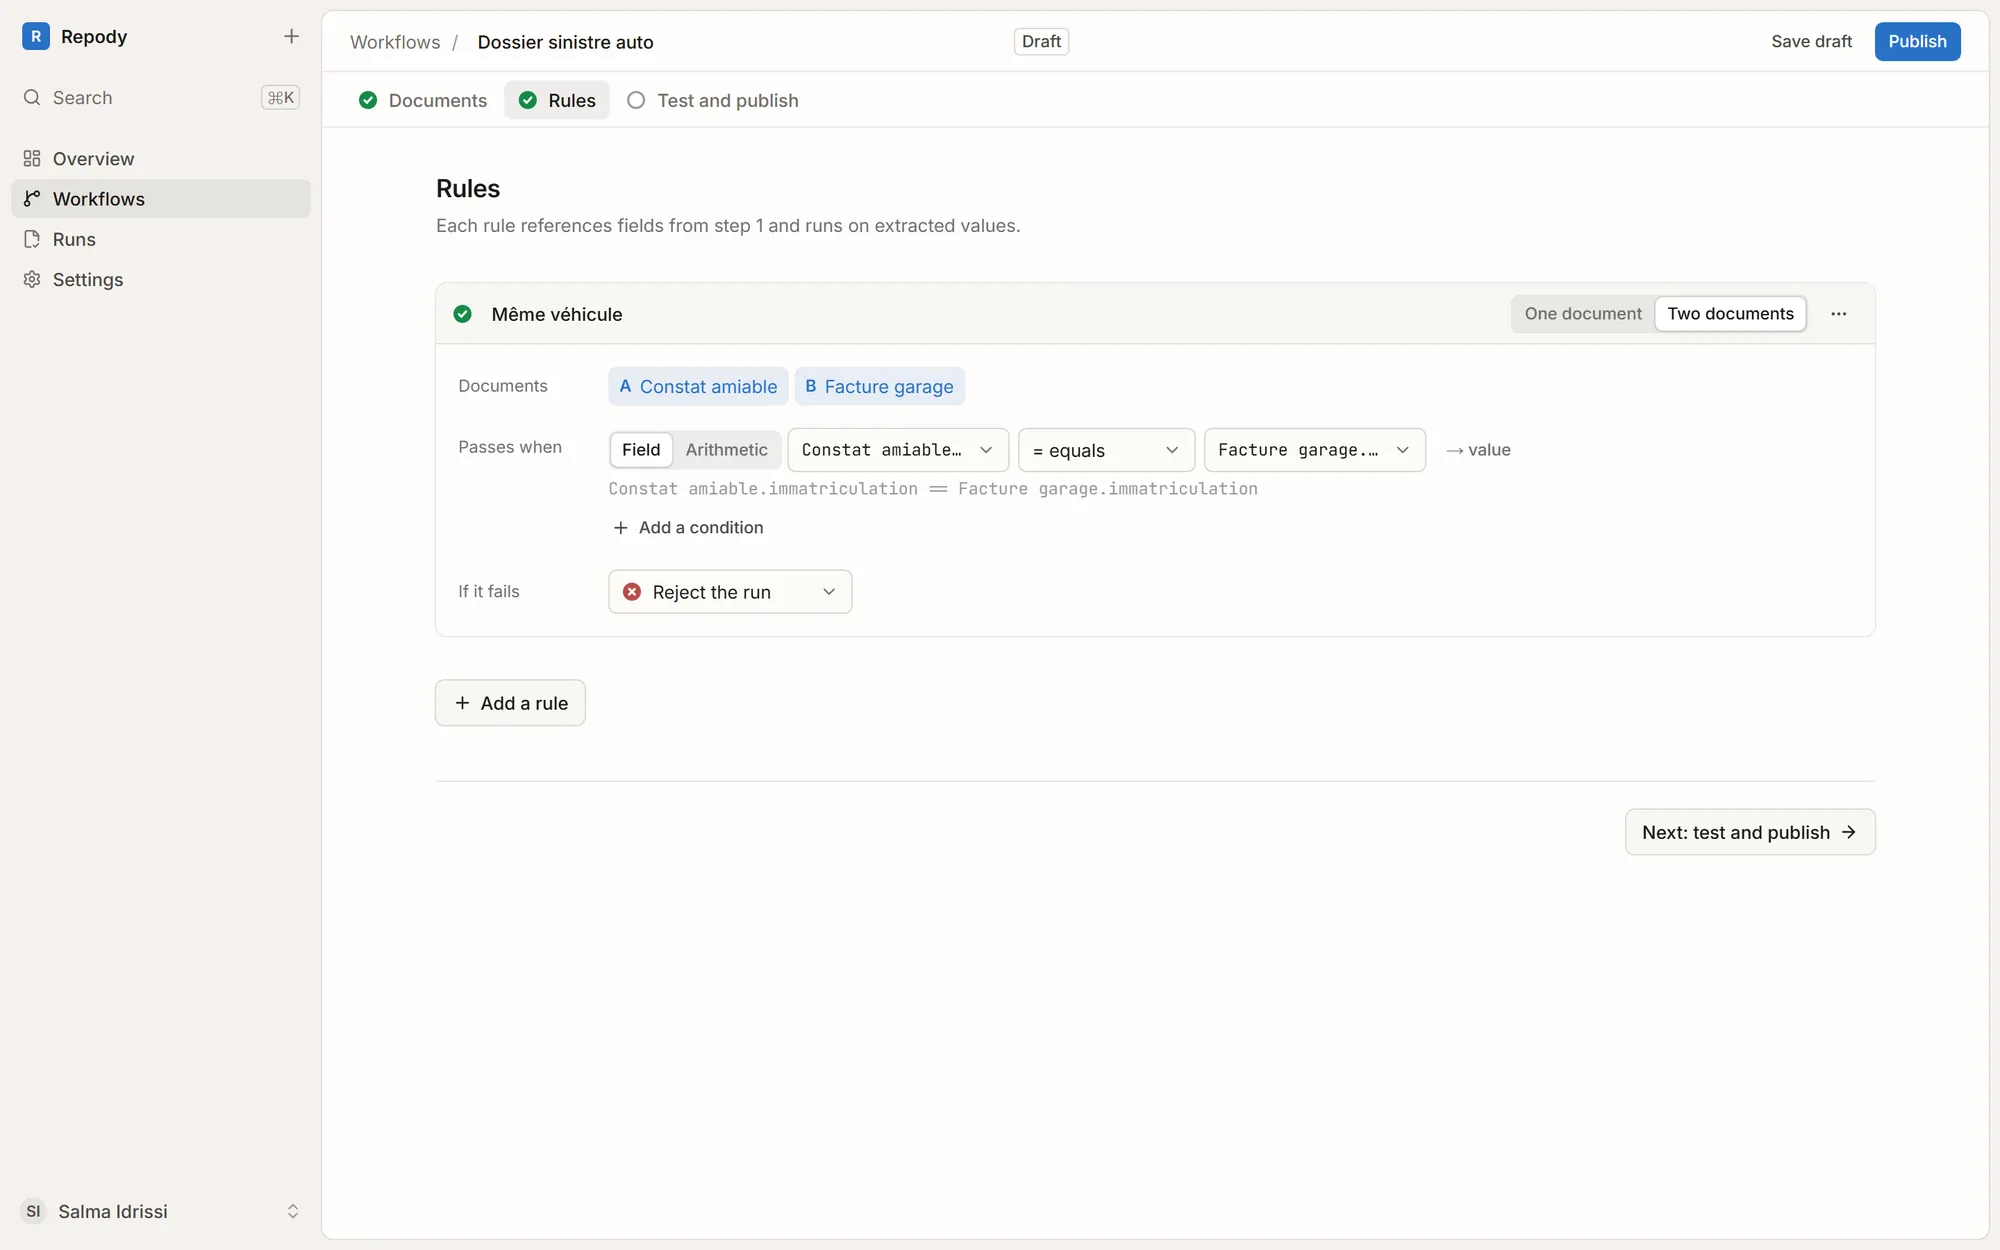 R Repody
Search ⌘K
Overview
Workflows
Runs
Settings
SI Salma Idrissi
Workflows / Dossier sinistre auto
Draft
Save draft
Publish
Documents
Rules
Test and publish
Rules
Each rule references fields from step 1 and runs on extracted values.
Même véhicule
One document
Two documents
Documents
A Constat amiable
B Facture garage
Passes when
Field
Arithmetic
Constat amiable…
= equals
Facture garage.…
→ value
Constat amiable.immatriculation == Facture garage.immatriculation
+ Add a condition
If it fails
Reject the run
+ Add a rule
Next: test and publish →